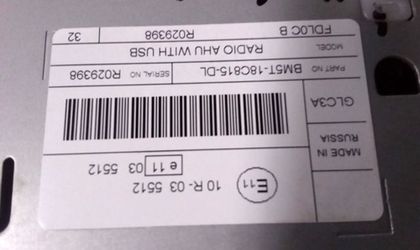 E11
10 R - 03 5512
e 11 03 5512
MADE IN
RUSSIA
GLC3A
PART NO BM5T-18C815-DL SERIAL NO R029398
MODEL RADIO AHU WITH USB
FDL0C B R029398 32